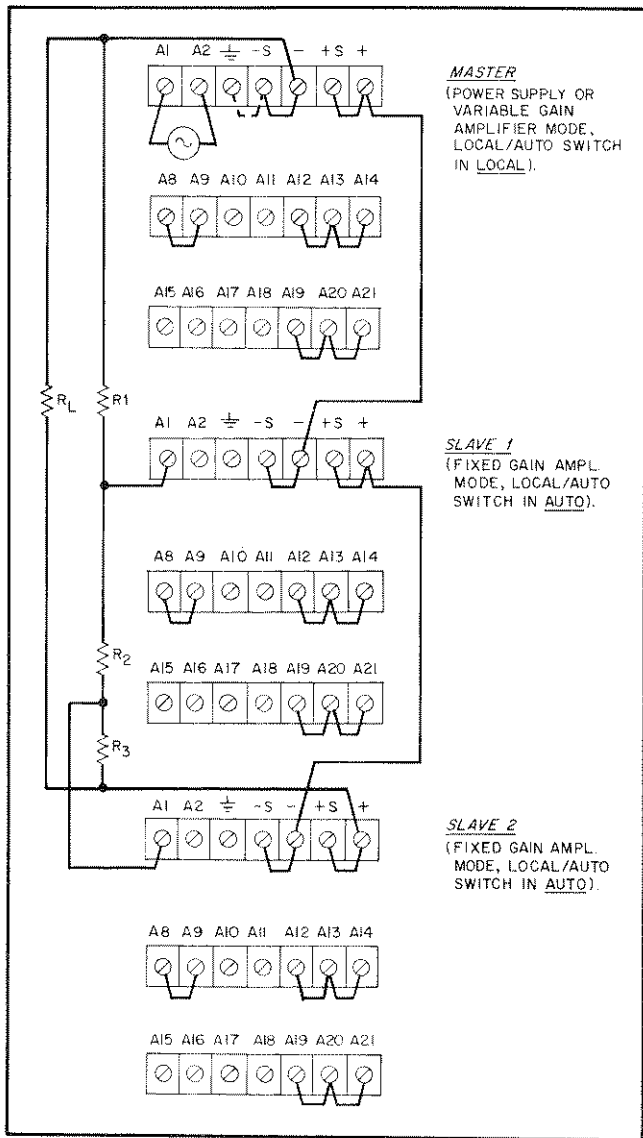 A1 A2 ⏚ -S - +S +
MASTER
(POWER SUPPLY OR
VARIABLE GAIN
AMPLIFIER MODE,
LOCAL/AUTO SWITCH
IN LOCAL).
A8 A9 A10 A11 A12 A13 A14
A15 A16 A17 A18 A19 A20 A21
RL
R1
A1 A2 ⏚ -S - +S +
SLAVE 1
(FIXED GAIN AMPL.
MODE, LOCAL/AUTO
SWITCH IN AUTO).
A8 A9 A10 A11 A12 A13 A14
R2
A15 A16 A17 A18 A19 A20 A21
R3
A1 A2 ⏚ -S - +S +
SLAVE 2
(FIXED GAIN AMPL.
MODE, LOCAL/AUTO
SWITCH IN AUTO).
A8 A9 A10 A11 A12 A13 A14
A15 A16 A17 A18 A19 A20 A21